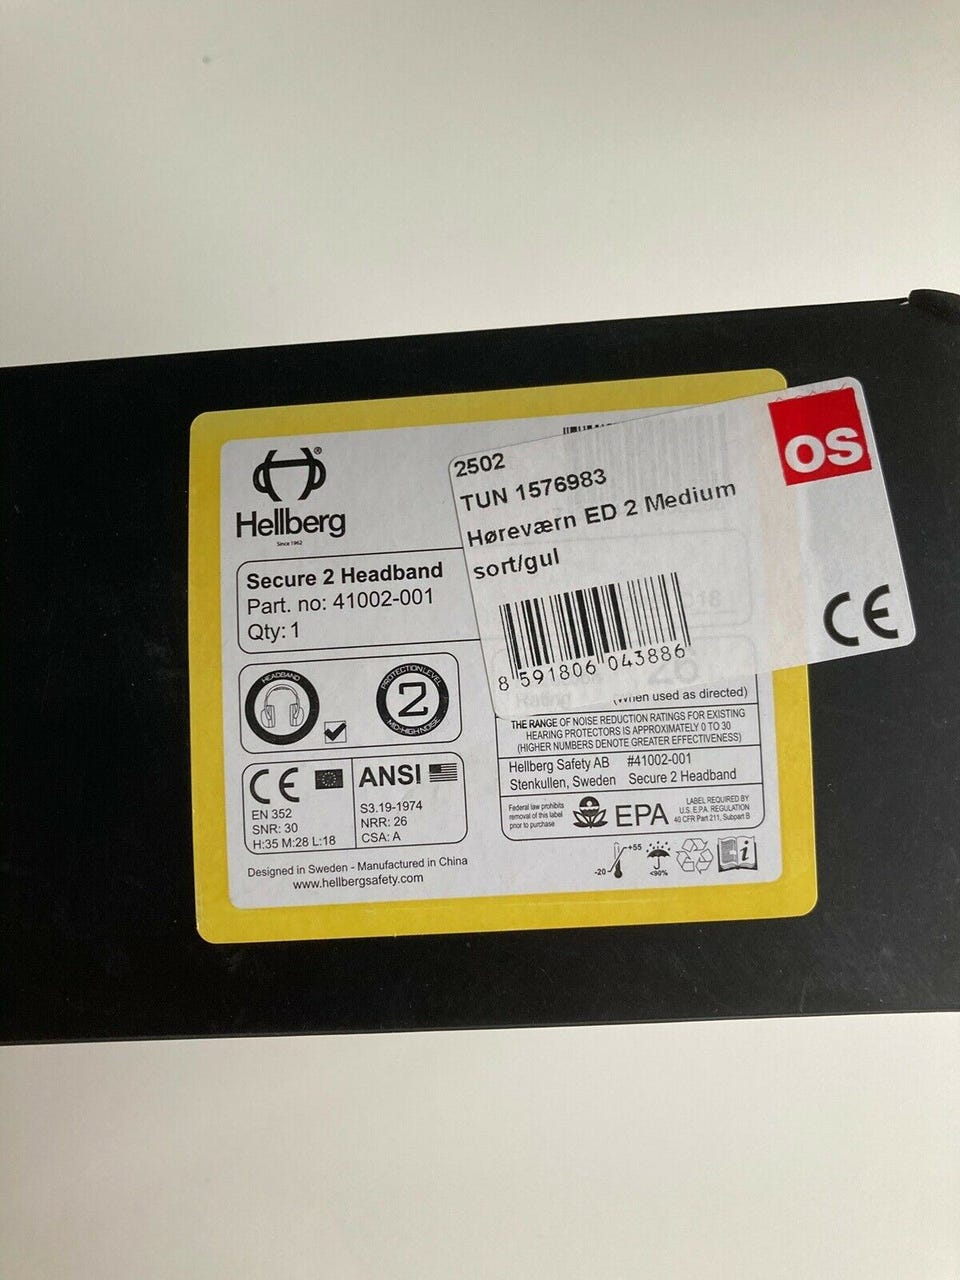 Hellberg
®
Since 1962
Secure 2 Headband
Part. no: 41002-001
Qty: 1
HEADBAND
PROTECTION LEVEL
2
MID-HIGH NOISE
CE
EN 352
SNR: 30
H:35 M:28 L:18
ANSI
S3.19-1974
NRR: 26
CSA: A
Designed in Sweden - Manufactured in China
www.hellbergsafety.com
OS
2502
TUN 1576983
Høreværn ED 2 Medium
sort/gul
8 591806 043886
CE
26
Rating
(When used as directed)
THE RANGE OF NOISE REDUCTION RATINGS FOR EXISTING
HEARING PROTECTORS IS APPROXIMATELY 0 TO 30
(HIGHER NUMBERS DENOTE GREATER EFFECTIVENESS)
Hellberg Safety AB #41002-001
Stenkullen, Sweden Secure 2 Headband
Federal law prohibits
removal of this label
prior to purchase
EPA
LABEL REQUIRED BY
U.S. EPA REGULATION
40 CFR Part 211, Subpart B
-20 +55
<90%
i